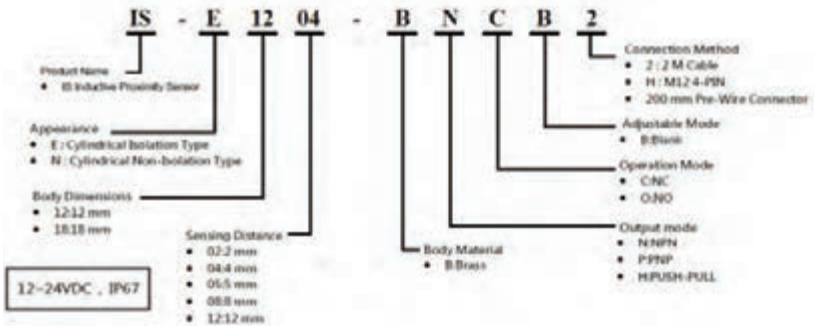 IS - E 12 04 - B N C B 2
Product Name
• IS Inductive Proximity Sensor
Appearance
• E : Cylindrical Isolation Type
• N : Cylindrical Non-Isolation Type
Body Dimensions
• 12:12 mm
• 18:18 mm
Sensing Distance
• 02:2 mm
• 04:4 mm
• 05:5 mm
• 08:8 mm
• 12:12 mm
12-24VDC , IP67
Body Material
• B:Brass
Connection Method
• 2 : 2 M Cable
• H : M12 4-PIN
• 200 mm Pre-Wire Connector
Adjustable Mode
• B:Blank
Operation Mode
• C:NC
• O:NO
Output mode
• N:NPN
• P:PNP
• H:PUSH-PULL